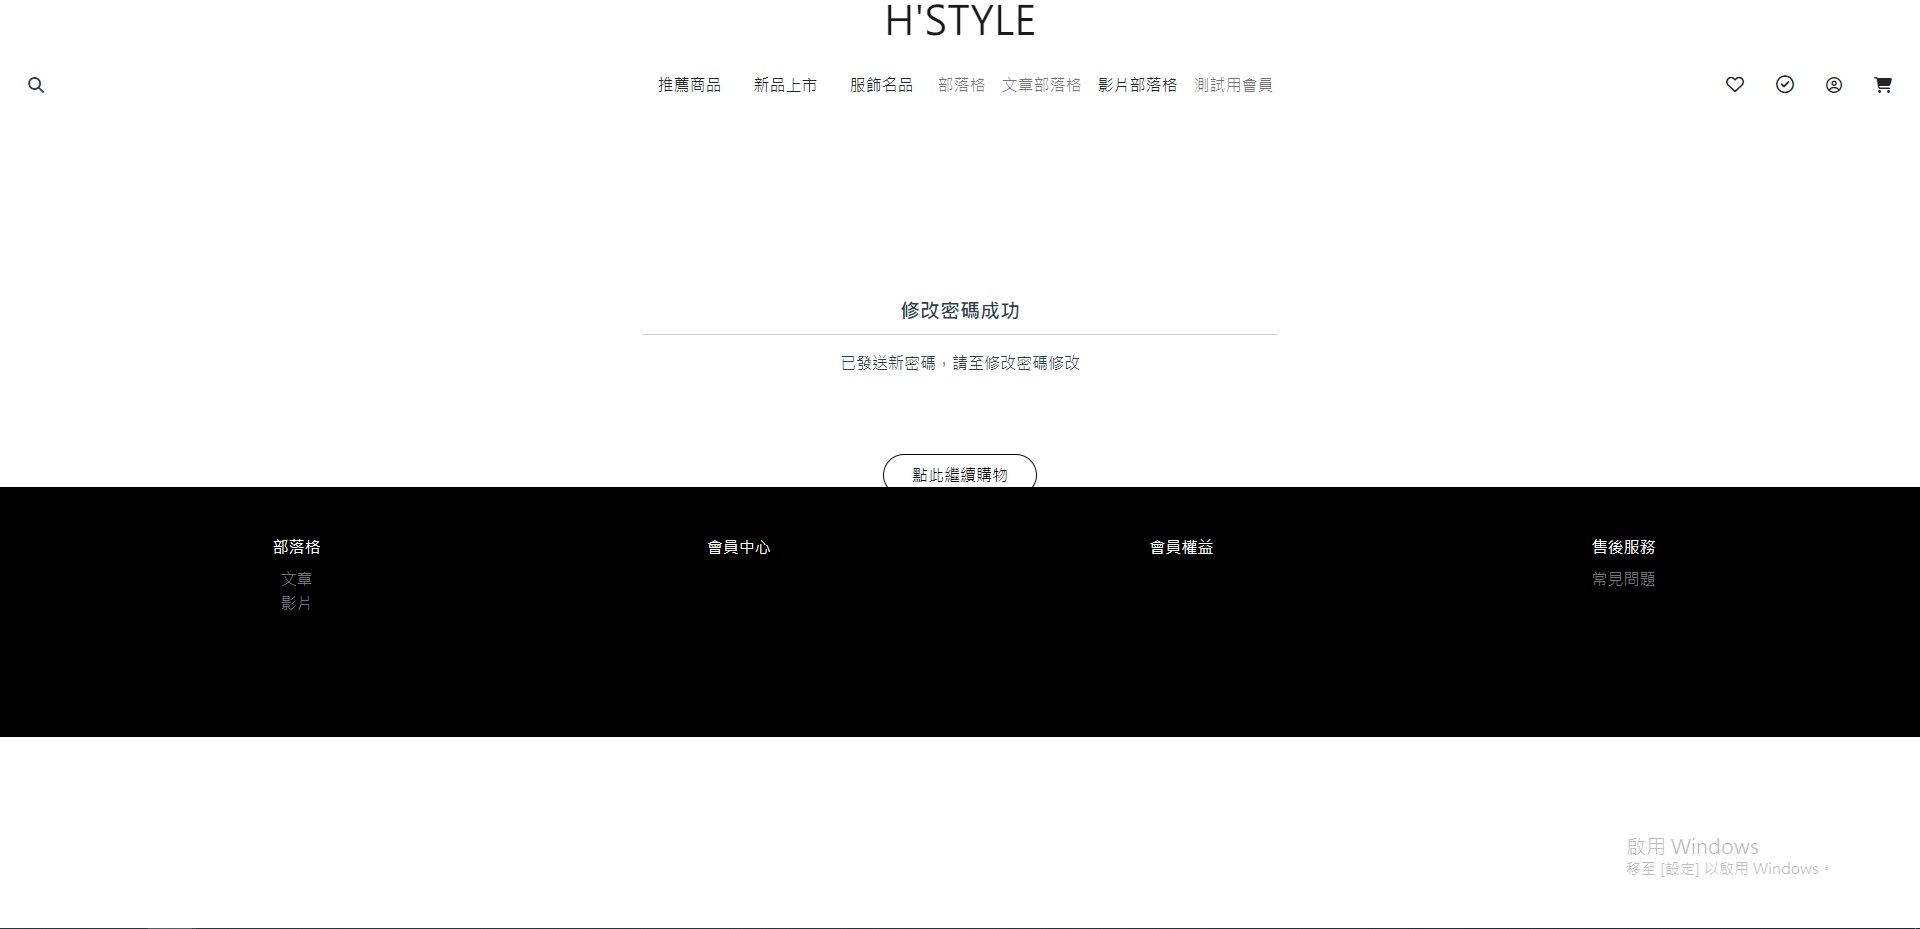 H'STYLE
推薦商品 新品上市 服飾名品 部落格 文章部落格 影片部落格 測試用會員
修改密碼成功
已發送新密碼，請至修改密碼修改
點此繼續購物
部落格 會員中心 會員權益 售後服務
文章 常見問題
影片
啟用 Windows
移至 [設定] 以啟用 Windows。